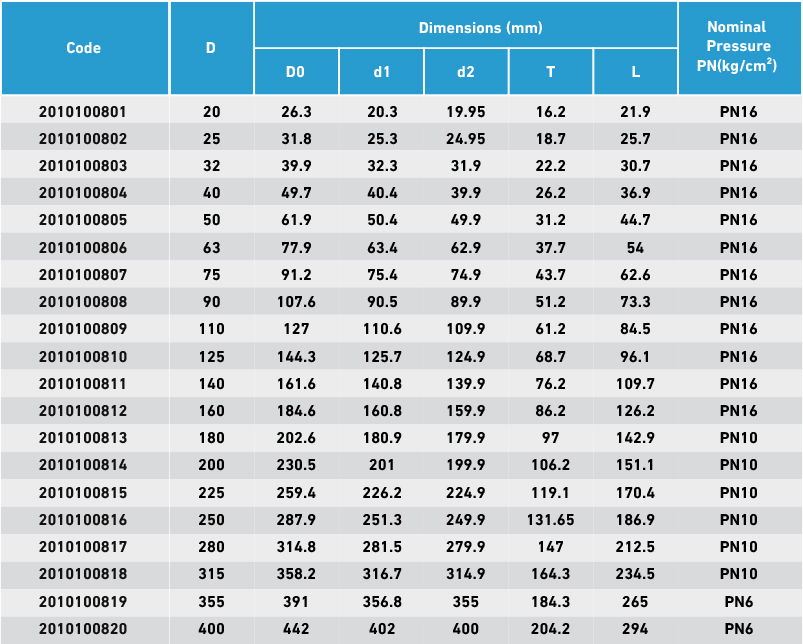 Code D Dimensions (mm) Nominal Pressure PN(kg/cm²)
D0 d1 d2 T L
2010100801 20 26.3 20.3 19.95 16.2 21.9 PN16
2010100802 25 31.8 25.3 24.95 18.7 25.7 PN16
2010100803 32 39.9 32.3 31.9 22.2 30.7 PN16
2010100804 40 49.7 40.4 39.9 26.2 36.9 PN16
2010100805 50 61.9 50.4 49.9 31.2 44.7 PN16
2010100806 63 77.9 63.4 62.9 37.7 54 PN16
2010100807 75 91.2 75.4 74.9 43.7 62.6 PN16
2010100808 90 107.6 90.5 89.9 51.2 73.3 PN16
2010100809 110 127 110.6 109.9 61.2 84.5 PN16
2010100810 125 144.3 125.7 124.9 68.7 96.1 PN16
2010100811 140 161.6 140.8 139.9 76.2 109.7 PN16
2010100812 160 184.6 160.8 159.9 86.2 126.2 PN16
2010100813 180 202.6 180.9 179.9 97 142.9 PN10
2010100814 200 230.5 201 199.9 106.2 151.1 PN10
2010100815 225 259.4 226.2 224.9 119.1 170.4 PN10
2010100816 250 287.9 251.3 249.9 131.65 186.9 PN10
2010100817 280 314.8 281.5 279.9 147 212.5 PN10
2010100818 315 358.2 316.7 314.9 164.3 234.5 PN10
2010100819 355 391 356.8 355 184.3 265 PN6
2010100820 400 442 402 400 204.2 294 PN6